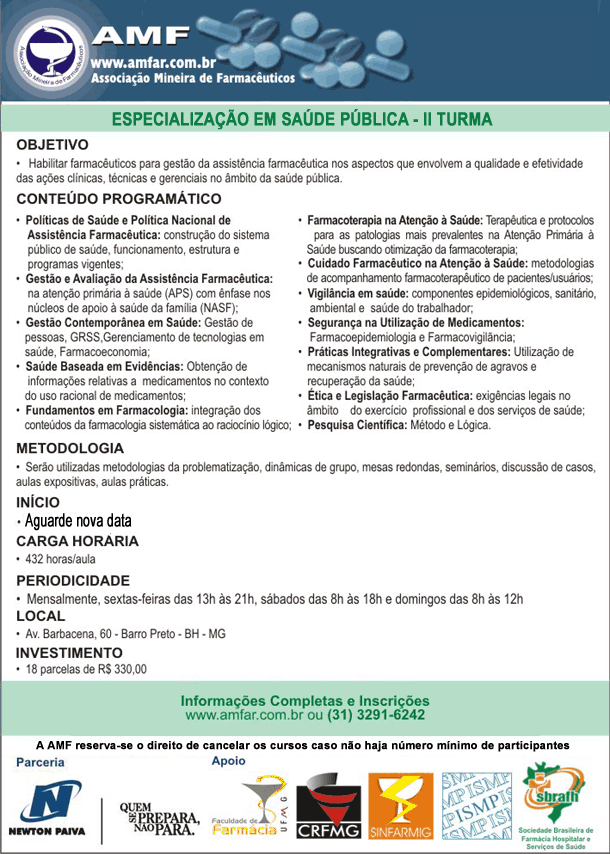 AMF
www.amfar.com.br
Associação Mineira de Farmacêuticos
Associação Mineira de Farmacêuticos
ESPECIALIZAÇÃO EM SAÚDE PÚBLICA - II TURMA
OBJETIVO
• Habilitar farmacêuticos para gestão da assistência farmacêutica nos aspectos que envolvem a qualidade e efetividade
das ações clínicas, técnicas e gerenciais no âmbito da saúde pública.
CONTEÚDO PROGRAMÁTICO
• Políticas de Saúde e Política Nacional de
Assistência Farmacêutica: construção do sistema
público de saúde, funcionamento, estrutura e
programas vigentes;
• Gestão e Avaliação da Assistência Farmacêutica:
na atenção primária à saúde (APS) com ênfase nos
núcleos de apoio à saúde da família (NASF);
• Gestão Contemporânea em Saúde: Gestão de
pessoas, GRSS,Gerenciamento de tecnologias em
saúde, Farmacoeconomia;
• Saúde Baseada em Evidências: Obtenção de
informações relativas a medicamentos no contexto
do uso racional de medicamentos;
• Fundamentos em Farmacologia: integração dos
conteúdos da farmacologia sistemática ao raciocínio lógico;
• Farmacoterapia na Atenção à Saúde: Terapêutica e protocolos
para as patologias mais prevalentes na Atenção Primária à
Saúde buscando otimização da farmacoterapia;
• Cuidado Farmacêutico na Atenção à Saúde: metodologias
de acompanhamento farmacoterapêutico de pacientes/usuários;
• Vigilância em saúde: componentes epidemiológicos, sanitário,
ambiental e saúde do trabalhador;
• Segurança na Utilização de Medicamentos:
Farmacoepidemiologia e Farmacovigilância;
• Práticas Integrativas e Complementares: Utilização de
mecanismos naturais de prevenção de agravos e
recuperação da saúde;
• Ética e Legislação Farmacêutica: exigências legais no
âmbito do exercício profissional e dos serviços de saúde;
• Pesquisa Científica: Método e Lógica.
METODOLOGIA
• Serão utilizadas metodologias da problematização, dinâmicas de grupo, mesas redondas, seminários, discussão de casos,
aulas expositivas, aulas práticas.
INÍCIO
• Aguarde nova data
CARGA HORARIA
• 432 horas/aula
PERIODICIDADE
• Mensalmente, sextas-feiras das 13h às 21h, sábados das 8h às 18h e domingos das 8h às 12h
LOCAL
• Av. Barbacena, 60 - Barro Preto - BH - MG
INVESTIMENTO
• 18 parcelas de R$ 330,00
Informações Completas e Inscrições
www.amfar.com.br ou (31) 3291-6242
A AMF reserva-se o direito de cancelar os cursos caso não haja número mínimo de participantes
Parceria
Apoio
N
NEWTON PAIVA
QUEM
SE PREPARA,
NÃO PARA.
Faculdade de
Farmácia
UFMG
CRFMG
SINFARMIG
ISMP
sbrafh
Sociedade Brasileira de
Farmácia Hospitalar e
Serviços de Saúde